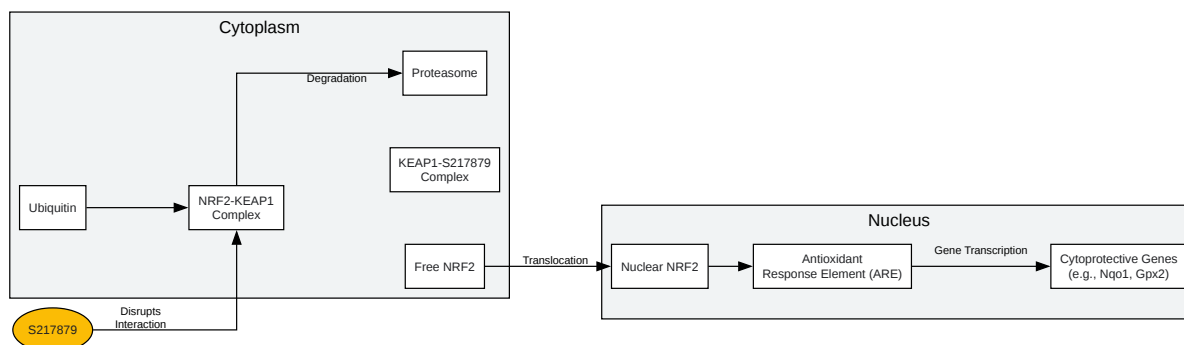 Cytoplasm
Degradation
Proteasome
KEAP1-S217879
Complex
Ubiquitin
NRF2-KEAP1
Complex
Free NRF2
Translocation
S217879
Disrupts
Interaction
Nucleus
Nuclear NRF2
Antioxidant
Response Element (ARE)
Gene Transcription
Cytoprotective Genes
(e.g., Nqo1, Gpx2)